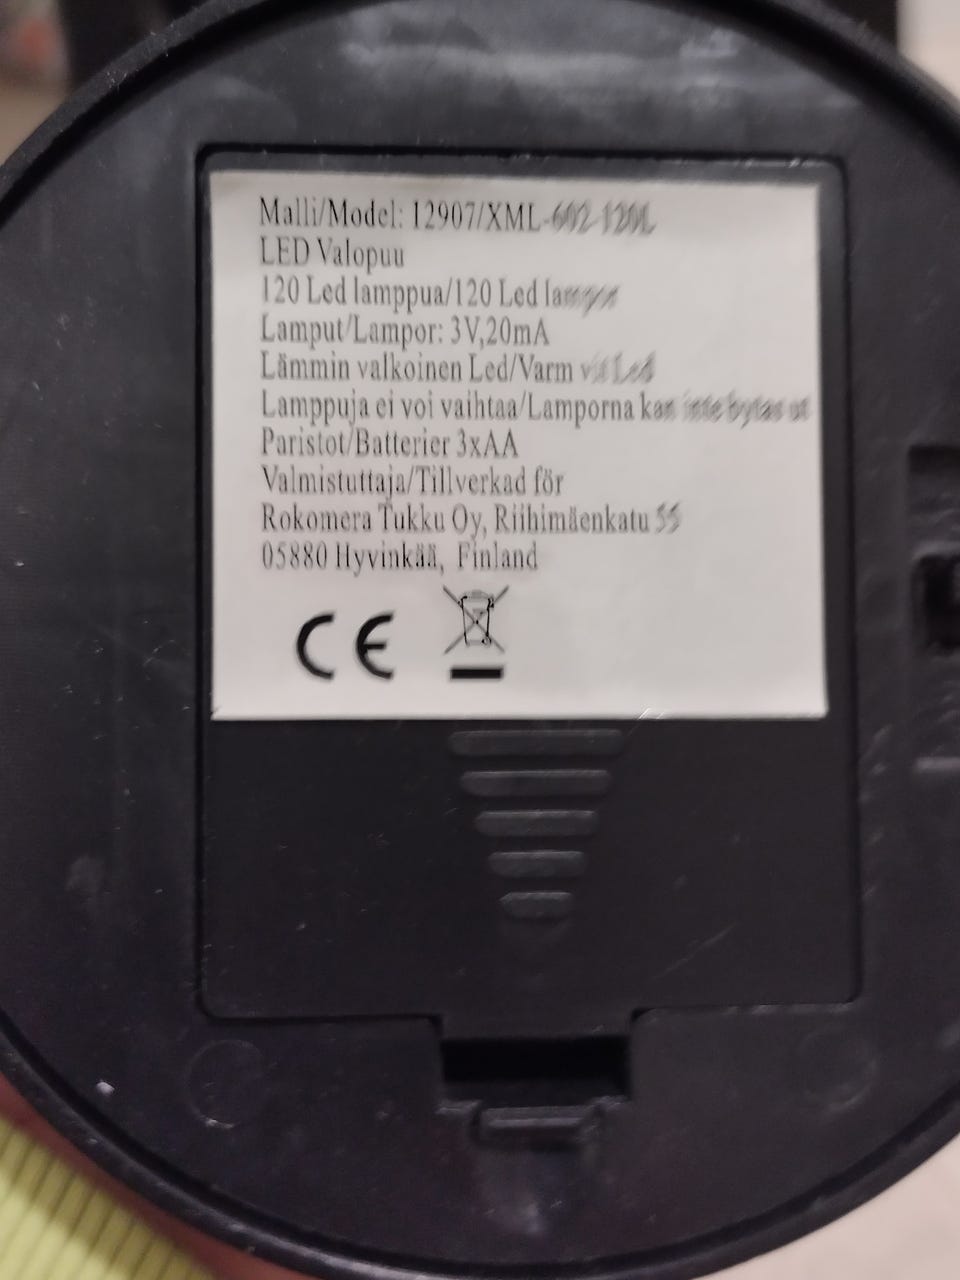 Malli/Model: 12907/XML-602-120L
LED Valopuu
120 Led lamppua/120 Led lampor
Lamput/Lampor: 3V,20mA
Lämmin valkoinen Led/Varm vit Led
Lamppuja ei voi vaihtaa/Lamporna kan inte bytas ut
Paristot/Batterier 3xAA
Valmistuttaja/Tillverkad för
Rokomera Tukku Oy, Riihimäenkatu 55
05880 Hyvinkää, Finland
CE